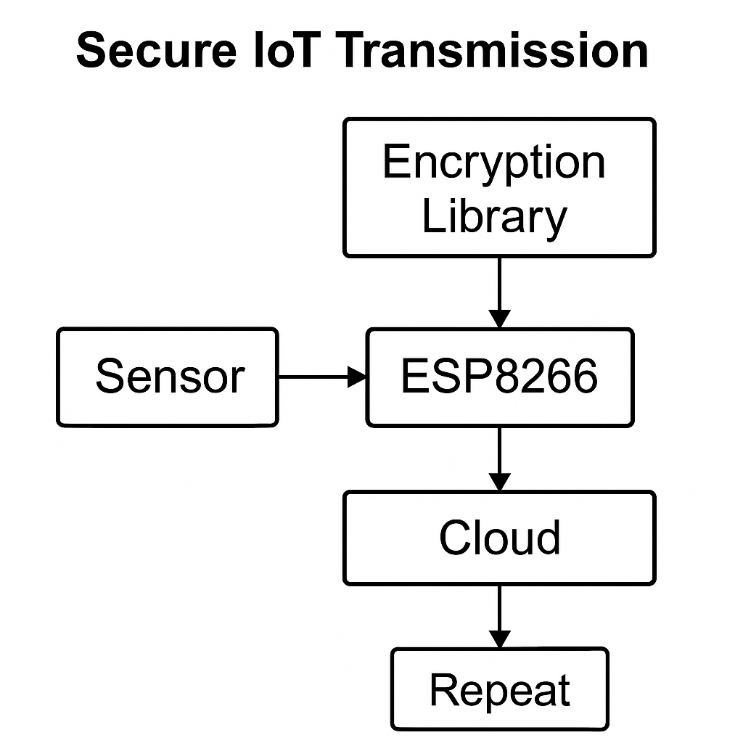 Secure IoT Transmission
Encryption
Library
Sensor
ESP8266
Cloud
Repeat